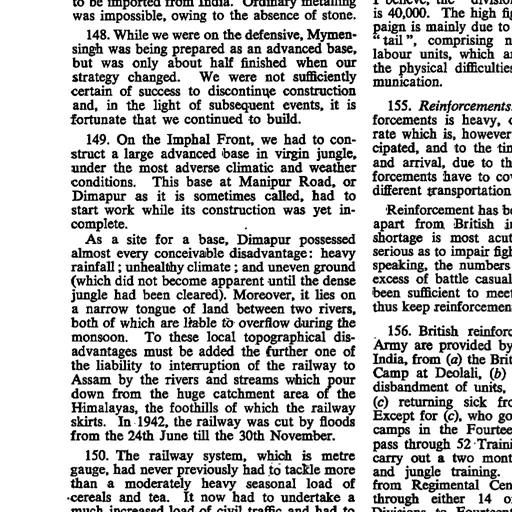 to be imported from India. Ordinary metalling
was impossible, owing to the absence of stone.
148. While we were on the defensive, Mymen-
singh was being prepared as an advanced base,
but was only about half finished when our
strategy changed. We were not sufficiently
certain of success to discontinue construction
and, in the light of subsequent events, it is
fortunate that we continued to build.
149. On the Imphal Front, we had to con-
struct a large advanced base in virgin jungle,
under the most adverse climatic and weather
conditions. This base at Manipur Road, or
Dimapur as it is sometimes called, had to
start work while its construction was yet in-
complete.
As a site for a base, Dimapur possessed
almost every conceivable disadvantage: heavy
rainfall; unhealthy climate; and uneven ground
(which did not become apparent until the dense
jungle had been cleared). Moreover, it lies on
a narrow tongue of land between two rivers,
both of which are liable to overflow during the
monsoon. To these local topographical dis-
advantages must be added the further one of
the liability to interruption of the railway to
Assam by the rivers and streams which pour
down from the huge catchment area of the
Himalayas, the foothills of which the railway
skirts. In 1942, the railway was cut by floods
from the 24th June till the 30th November.
150. The railway system, which is metre
gauge, had never previously had to tackle more
than a moderately heavy seasonal load of
cereals and tea. It now had to undertake a
much increased load of civil traffic and had to
I believe, the "division
is 40,000. The high fig
paign is mainly due to
"tail", comprising n
labour units, which a
the physical difficulties
munication.
155. Reinforcements.
forcements is heavy, c
rate which is, however
cipated, and to the tin
and arrival, due to th
forcements have to cov
different transportation
Reinforcement has be
apart from British in
shortage is most acut
serious as to impair figh
speaking, the numbers
excess of battle casual
been sufficient to meet
thus keep reinforcemen
156. British reinforc
Army are provided by
India, from (a) the Brit
Camp at Deolali, (b)
disbandment of units,
(c) returning sick fro
Except for (c), who go
camps in the Fourtee
pass through 52 Traini
carry out a two mont
and jungle training.
from Regimental Cen
through either 14 o
Divisions to Fourteent